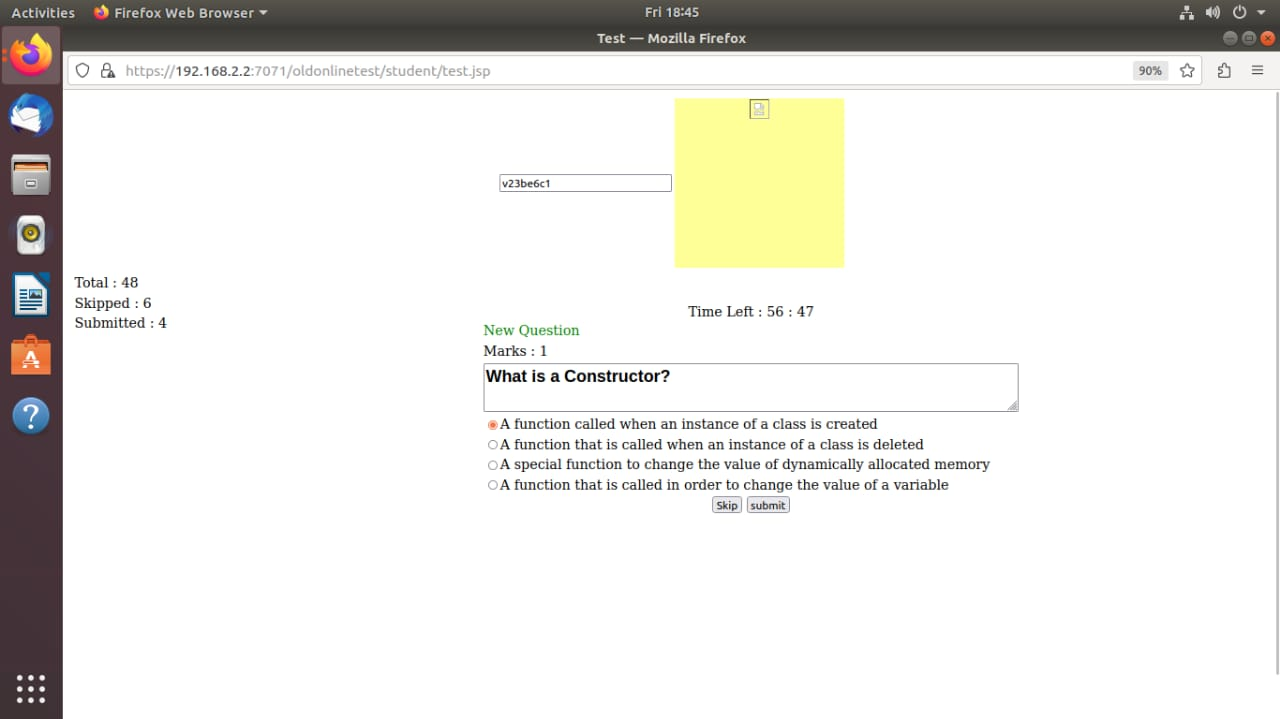 Activities
Firefox Web Browser
Fri 18:45
Test — Mozilla Firefox
https://192.168.2.2:7071/oldonlinetest/student/test.jsp
90%
v23be6c1
Total : 48
Skipped : 6
Submitted : 4
Time Left : 56 : 47
New Question
Marks : 1
What is a Constructor?
A function called when an instance of a class is created
A function that is called when an instance of a class is deleted
A special function to change the value of dynamically allocated memory
A function that is called in order to change the value of a variable
Skip submit